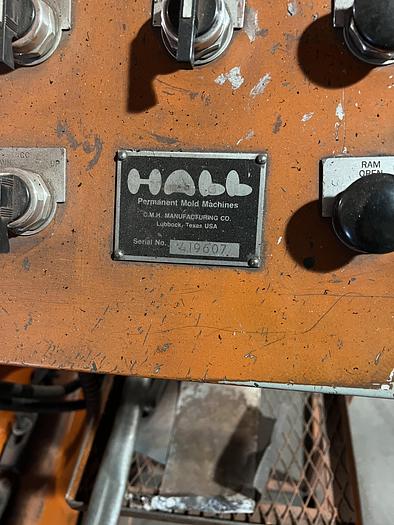 HALL
Permanent Mold Machines
C.M.H. MANUFACTURING CO.
Lubbock, Texas USA
Serial No. 419607
RAM
OPEN